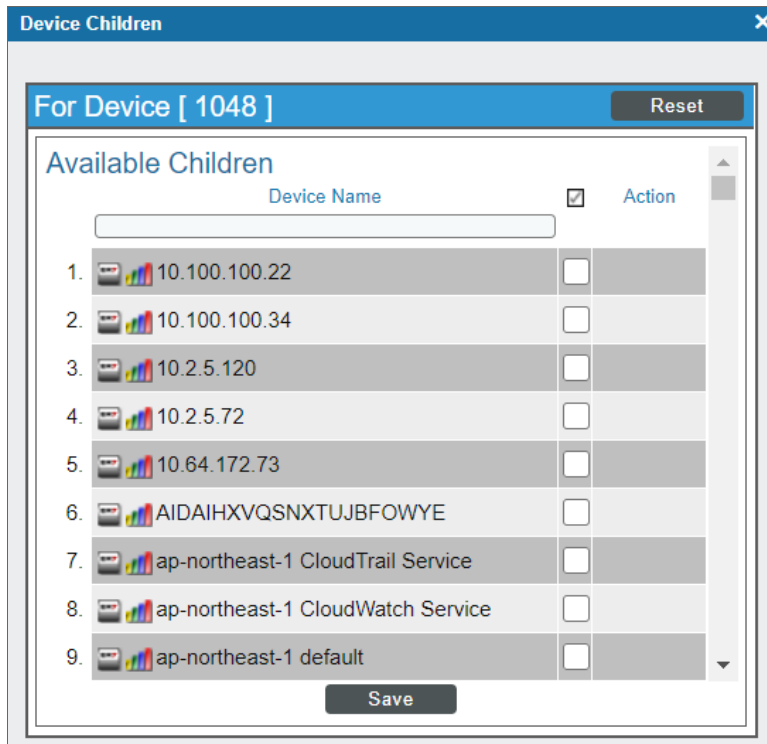 Device Children
For Device [ 1048 ]
Reset
Available Children
Device Name
Action
1. 10.100.100.22
2. 10.100.100.34
3. 10.2.5.120
4. 10.2.5.72
5. 10.64.172.73
6. AIDAIHXVQSNXTUJBFOWYE
7. ap-northeast-1 CloudTrail Service
8. ap-northeast-1 CloudWatch Service
9. ap-northeast-1 default
Save